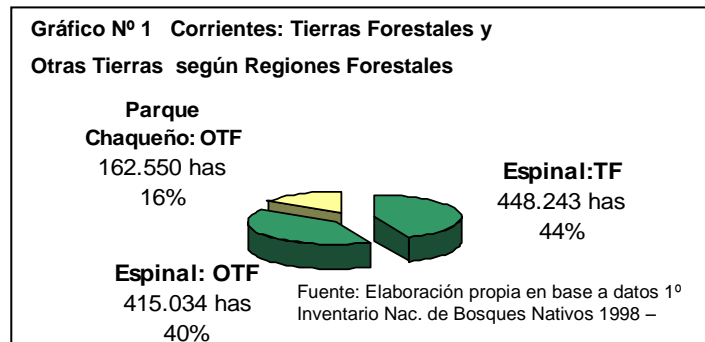 Gráfico Nº 1 Corrientes: Tierras Forestales y
Otras Tierras según Regiones Forestales
Parque
Chaqueño: OTF
162.550 has
16%
Espinal:TF
448.243 has
44%
Espinal: OTF
415.034 has
40%
Fuente: Elaboración propia en base a datos 1º
Inventario Nac. de Bosques Nativos 1998 –